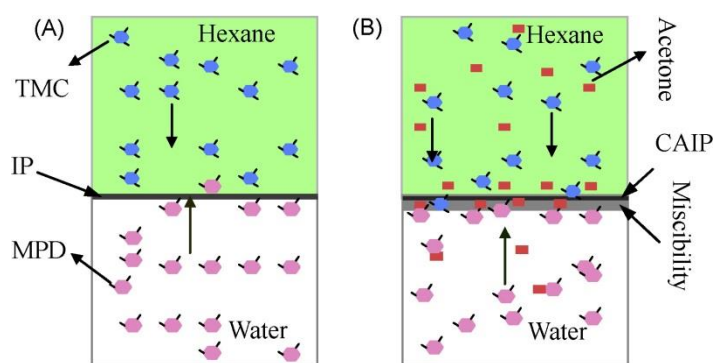 (A)
Hexane
TMC
IP
MPD
Water
(B)
Hexane
Acetone
CAIP
Miscibility
Water